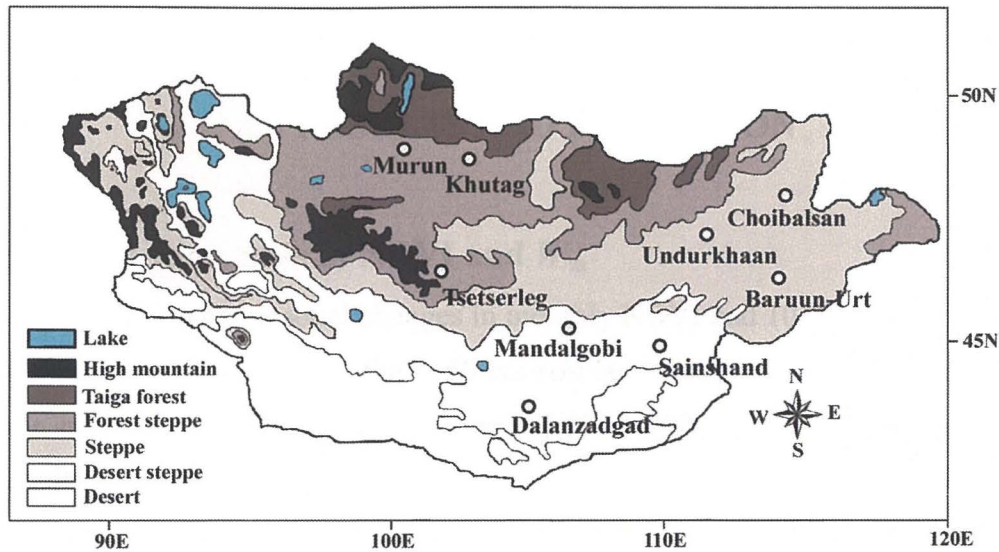 50N
Murun
Khutag
Choibalsan
Undurkhaan
Baruun-Urt
Tsetserleg
Mandalgobi
45N
Sainshand
Dalanzadgad
Lake
High mountain
Taiga forest
Forest steppe
Steppe
Desert steppe
Desert
N
W
E
S
90E
100E
110E
120E